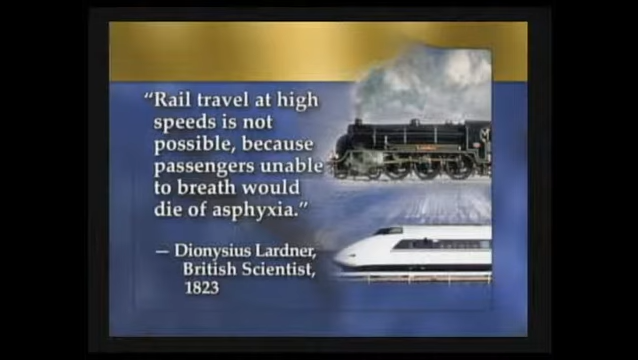 “Rail travel at high
speeds is not
possible, because
passengers unable
to breath would
die of asphyxia.”
— Dionysius Lardner,
British Scientist,
1823